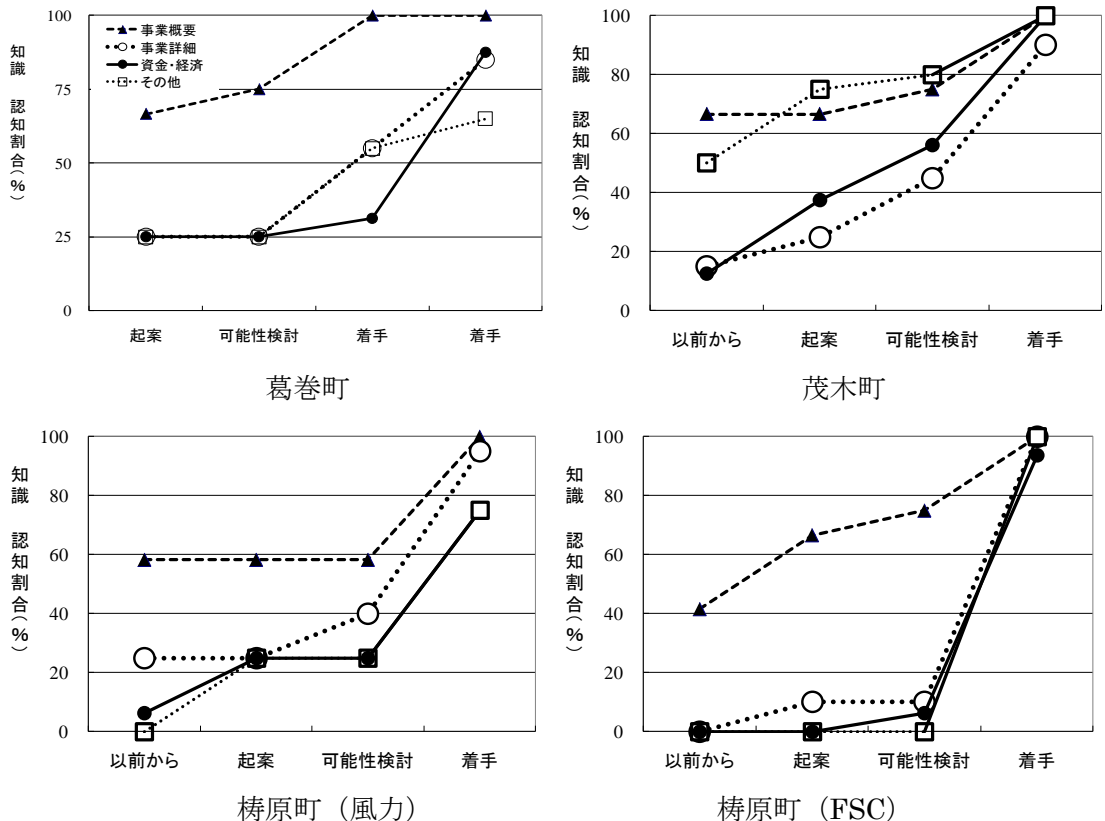 100
75
50
25
0
知識 認知割合(%)
事業概要
事業詳細
資金・経済
その他
起案 可能性検討 着手 着手
葛巻町
100
80
60
40
20
0
知識 認知割合(%)
以前から 起案 可能性検討 着手
茂木町
100
80
60
40
20
0
知識 認知割合(%)
以前から 起案 可能性検討 着手
梼原町(風力)
100
80
60
40
20
0
知識 認知割合(%)
以前から 起案 可能性検討 着手
梼原町(FSC)